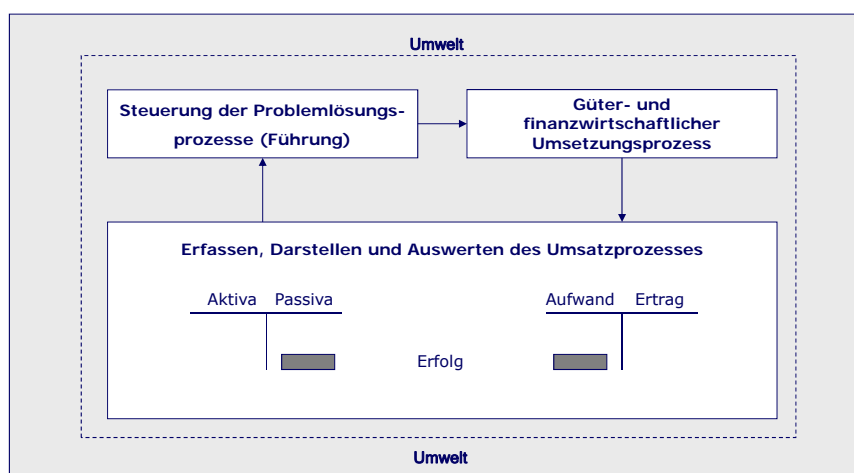 Umwelt
Steuerung der Problemlösungs-
prozesse (Führung)
Güter- und
finanzwirtschaftlicher
Umsetzungsprozess
Erfassen, Darstellen und Auswerten des Umsatzprozesses
Aktiva Passiva
Aufwand Ertrag
Erfolg
Umwelt